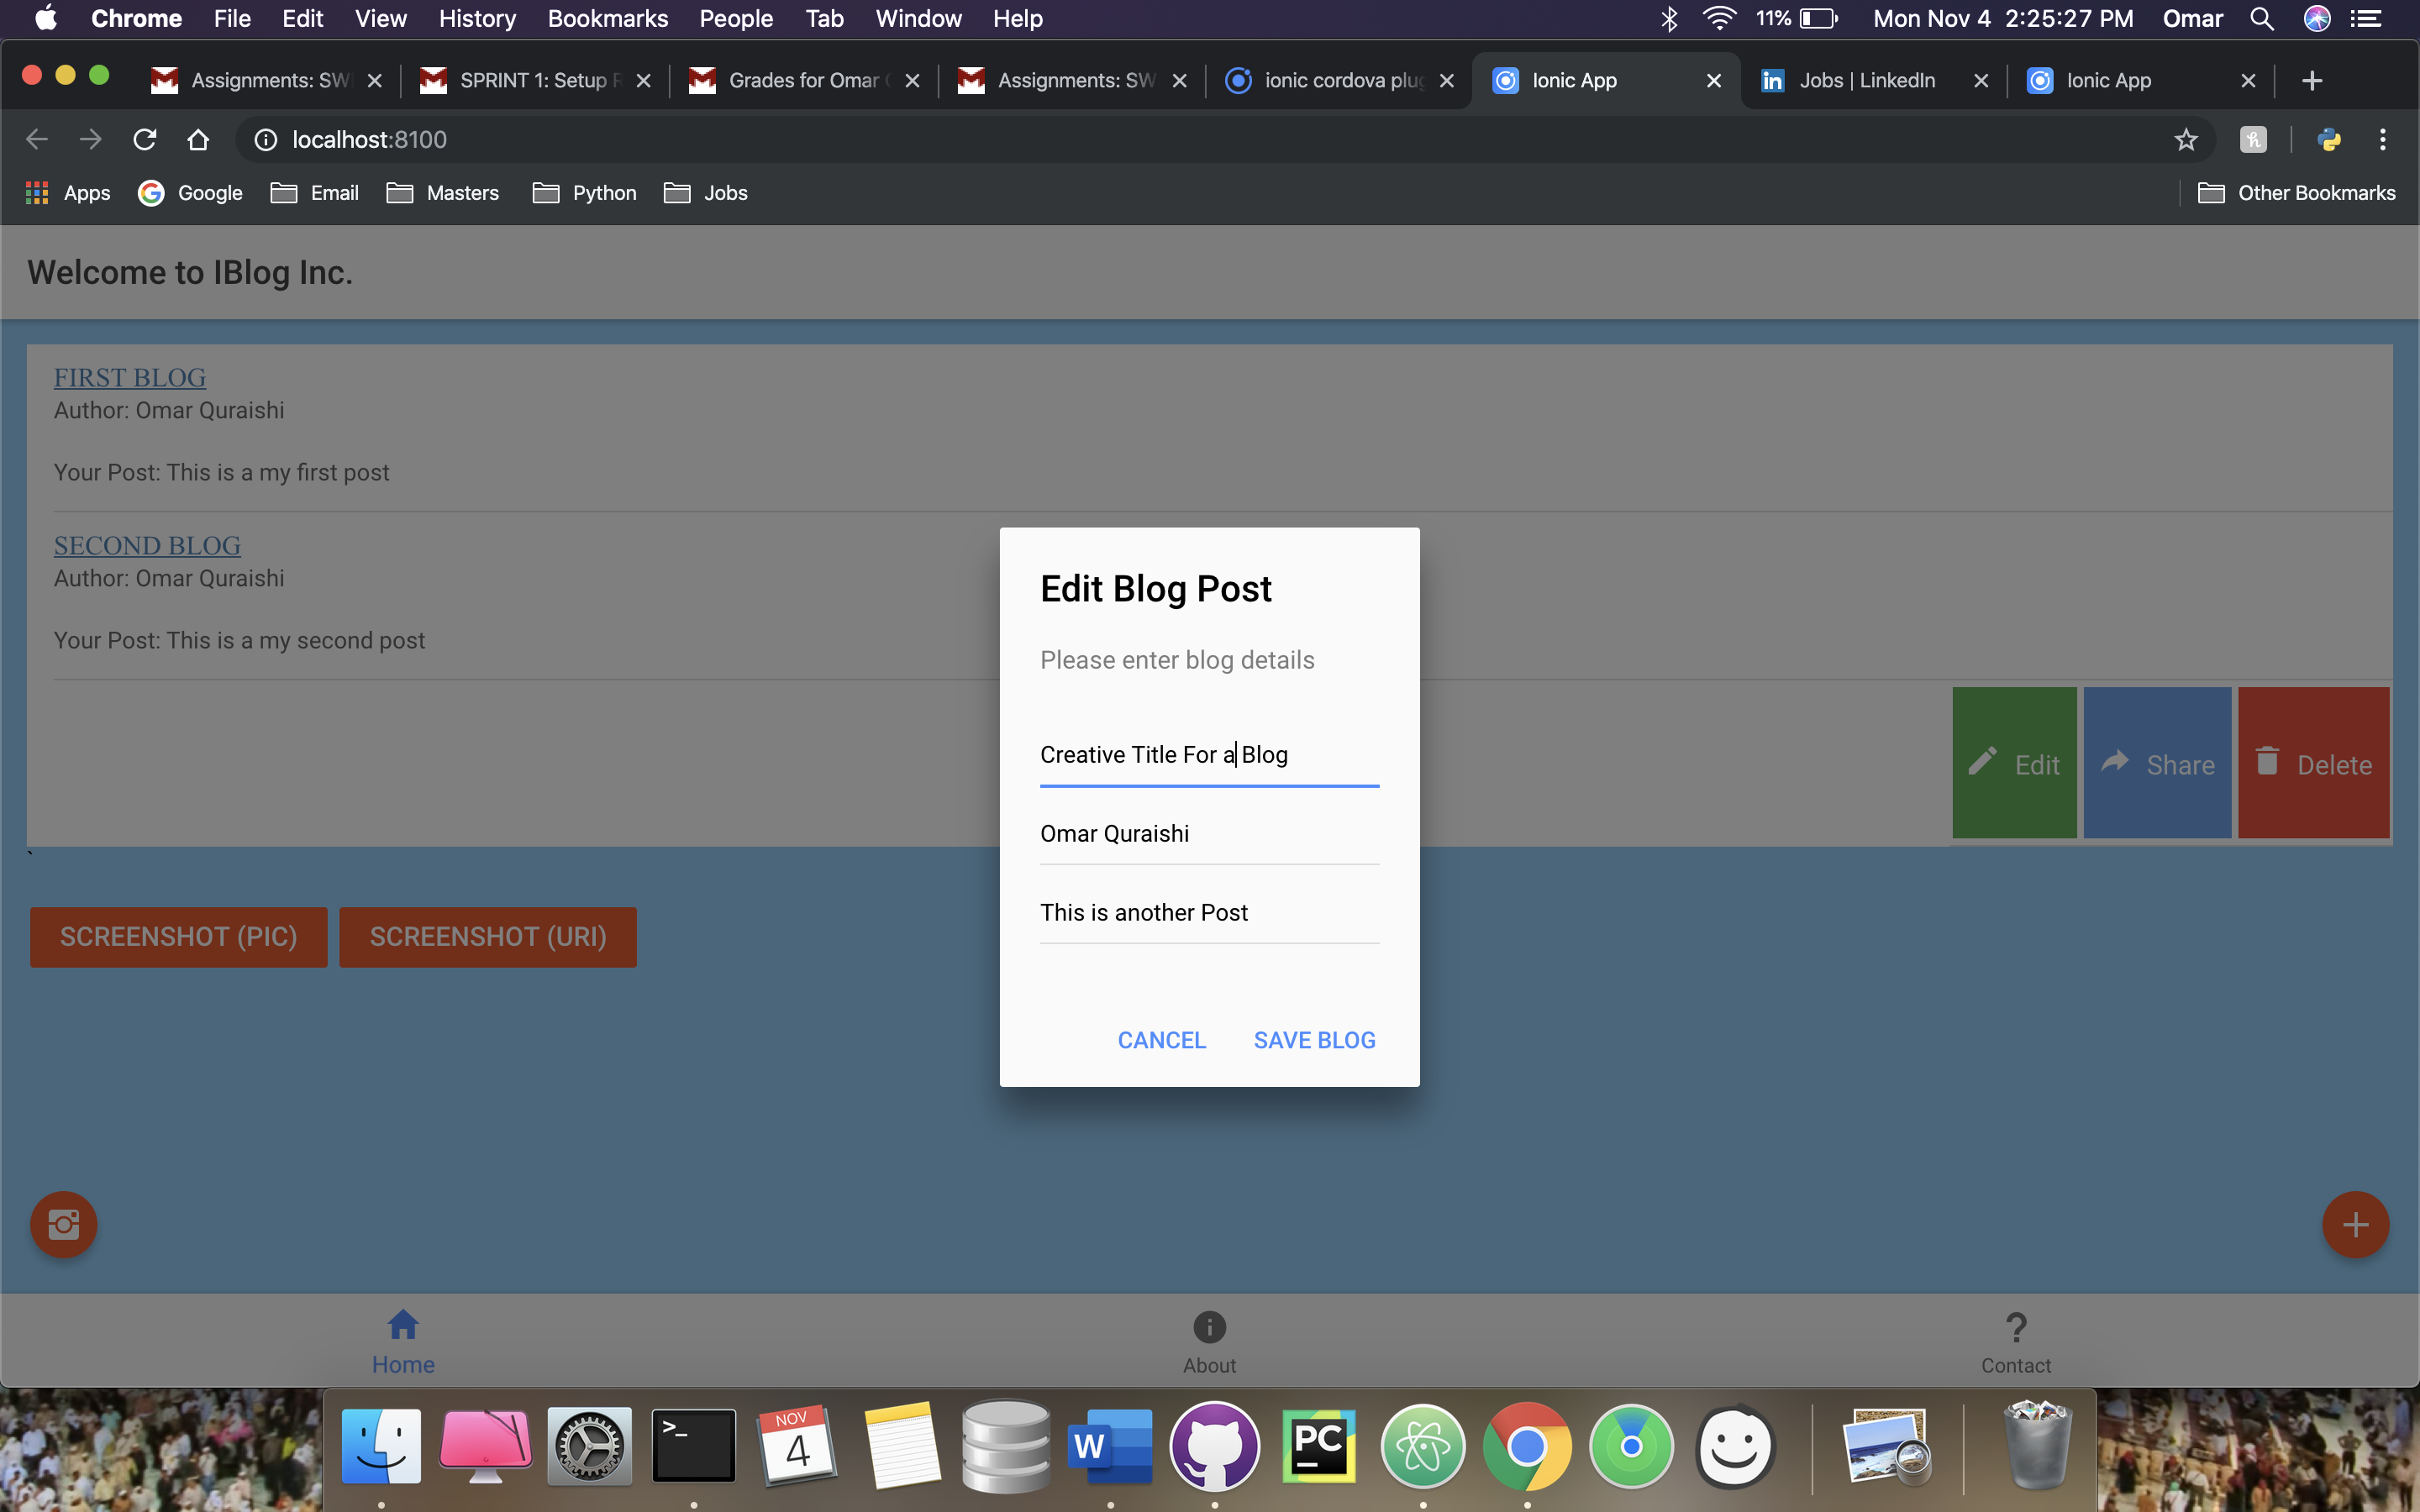 Chrome File Edit View History Bookmarks People Tab Window Help 11% Mon Nov 4 2:25:27 PM Omar
Assignments: SW SPRINT 1: Setup Grades for Omar Assignments: SW ionic cordova plug Ionic App Jobs | LinkedIn Ionic App
localhost:8100
Apps Google Email Masters Python Jobs Other Bookmarks
Welcome to IBlog Inc.
FIRST BLOG
Author: Omar Quraishi
Your Post: This is a my first post
SECOND BLOG
Author: Omar Quraishi
Your Post: This is a my second post
Edit Share Delete
`
Edit Blog Post
Please enter blog details
Creative Title For a Blog
Omar Quraishi
This is another Post
CANCEL SAVE BLOG
SCREENSHOT (PIC) SCREENSHOT (URI)
Home About Contact
>_ NOV
4
W PC